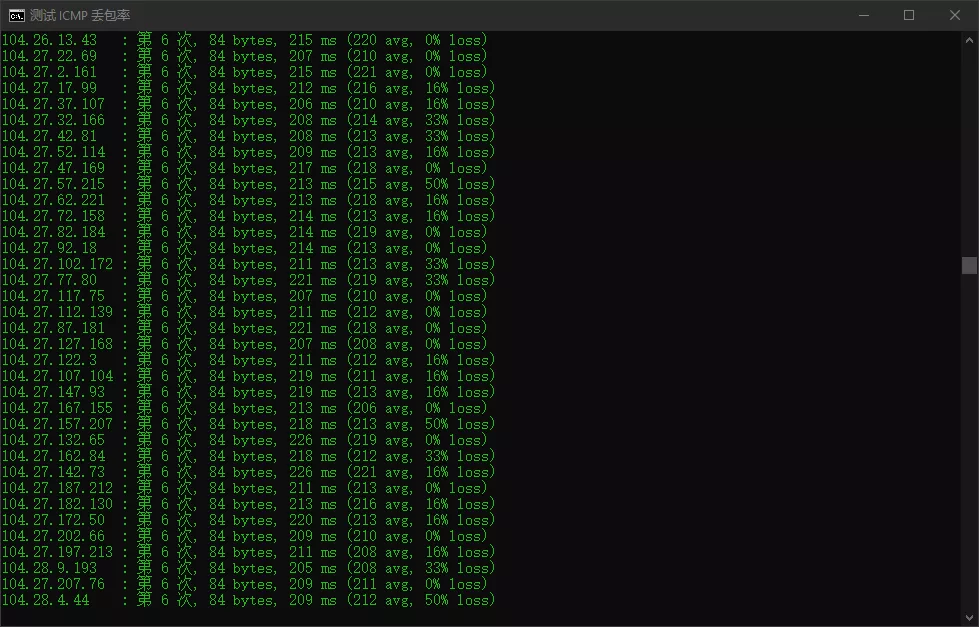 测试 ICMP 丢包率
104.26.13.43 : 第 6 次, 84 bytes, 215 ms (220 avg, 0% loss)
104.27.22.69 : 第 6 次, 84 bytes, 207 ms (210 avg, 0% loss)
104.27.2.161 : 第 6 次, 84 bytes, 215 ms (221 avg, 0% loss)
104.27.17.99 : 第 6 次, 84 bytes, 212 ms (216 avg, 16% loss)
104.27.37.107 : 第 6 次, 84 bytes, 206 ms (210 avg, 16% loss)
104.27.32.166 : 第 6 次, 84 bytes, 208 ms (214 avg, 33% loss)
104.27.42.81 : 第 6 次, 84 bytes, 208 ms (213 avg, 33% loss)
104.27.52.114 : 第 6 次, 84 bytes, 209 ms (213 avg, 16% loss)
104.27.47.169 : 第 6 次, 84 bytes, 217 ms (218 avg, 0% loss)
104.27.57.215 : 第 6 次, 84 bytes, 213 ms (215 avg, 50% loss)
104.27.62.221 : 第 6 次, 84 bytes, 213 ms (218 avg, 16% loss)
104.27.72.158 : 第 6 次, 84 bytes, 214 ms (213 avg, 16% loss)
104.27.82.184 : 第 6 次, 84 bytes, 214 ms (219 avg, 0% loss)
104.27.92.18 : 第 6 次, 84 bytes, 214 ms (213 avg, 0% loss)
104.27.102.172 : 第 6 次, 84 bytes, 211 ms (213 avg, 33% loss)
104.27.77.80 : 第 6 次, 84 bytes, 221 ms (219 avg, 33% loss)
104.27.117.75 : 第 6 次, 84 bytes, 207 ms (210 avg, 0% loss)
104.27.112.139 : 第 6 次, 84 bytes, 211 ms (212 avg, 0% loss)
104.27.87.181 : 第 6 次, 84 bytes, 221 ms (218 avg, 0% loss)
104.27.127.168 : 第 6 次, 84 bytes, 207 ms (208 avg, 0% loss)
104.27.122.3 : 第 6 次, 84 bytes, 211 ms (212 avg, 16% loss)
104.27.107.104 : 第 6 次, 84 bytes, 219 ms (211 avg, 16% loss)
104.27.147.93 : 第 6 次, 84 bytes, 219 ms (213 avg, 16% loss)
104.27.167.155 : 第 6 次, 84 bytes, 213 ms (206 avg, 0% loss)
104.27.157.207 : 第 6 次, 84 bytes, 218 ms (213 avg, 50% loss)
104.27.132.65 : 第 6 次, 84 bytes, 226 ms (219 avg, 0% loss)
104.27.162.84 : 第 6 次, 84 bytes, 218 ms (212 avg, 33% loss)
104.27.142.73 : 第 6 次, 84 bytes, 226 ms (221 avg, 16% loss)
104.27.187.212 : 第 6 次, 84 bytes, 211 ms (213 avg, 0% loss)
104.27.182.130 : 第 6 次, 84 bytes, 213 ms (216 avg, 16% loss)
104.27.172.50 : 第 6 次, 84 bytes, 220 ms (213 avg, 16% loss)
104.27.202.66 : 第 6 次, 84 bytes, 209 ms (210 avg, 0% loss)
104.27.197.213 : 第 6 次, 84 bytes, 211 ms (208 avg, 16% loss)
104.28.9.193 : 第 6 次, 84 bytes, 205 ms (208 avg, 33% loss)
104.27.207.76 : 第 6 次, 84 bytes, 209 ms (211 avg, 0% loss)
104.28.4.44 : 第 6 次, 84 bytes, 209 ms (212 avg, 50% loss)